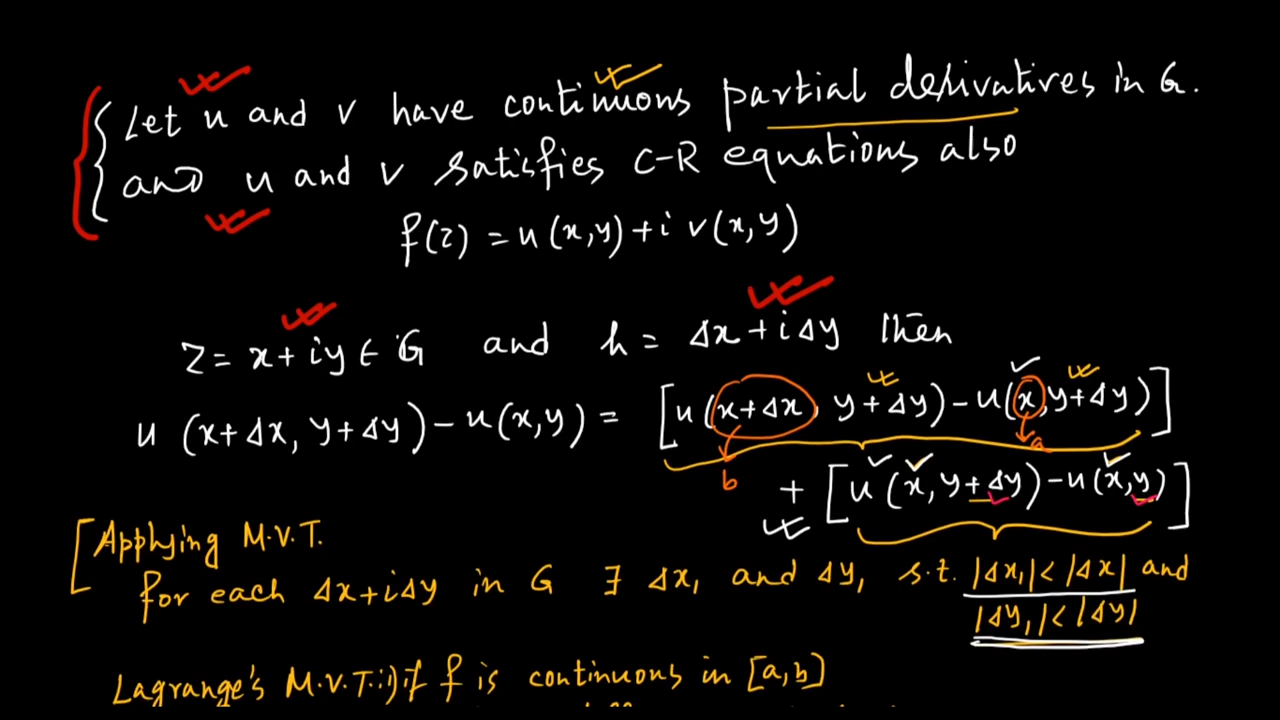 Let u and v have continuous partial derivatives in G.
and u and v satisfies C-R equations also
f(z) = u(x,y) + i v(x,y)
z = x + iy ∈ G and h = Δx + iΔy then
u (x+Δx, y+Δy) - u(x,y) = [u(x+Δx, y+Δy) - u(x, y+Δy)]
b a
+ [u(x, y+Δy) - u(x,y)]
[Applying M.V.T.
for each Δx+iΔy in G ∃ Δx₁ and Δy₁ s.t. |Δx₁| < |Δx| and
|Δy₁| < |Δy|
Lagrange's M.V.T.: i) if f is continuous in [a,b]